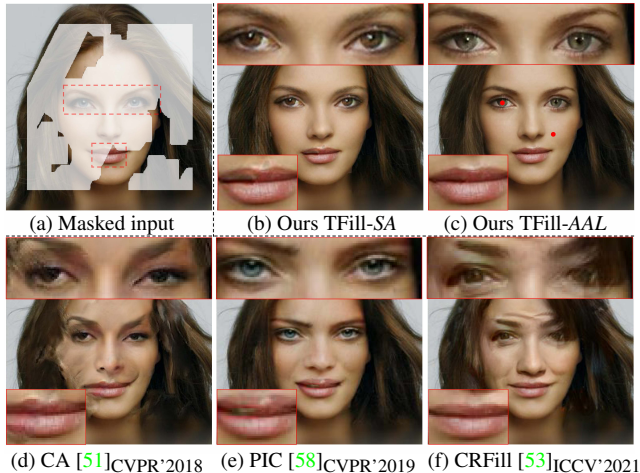 (a) Masked input
(b) Ours TFill-SA
(c) Ours TFill-AAL
(d) CA [51]CVPR'2018
(e) PIC [58]CVPR'2019
(f) CRFill [53]ICCV'2021